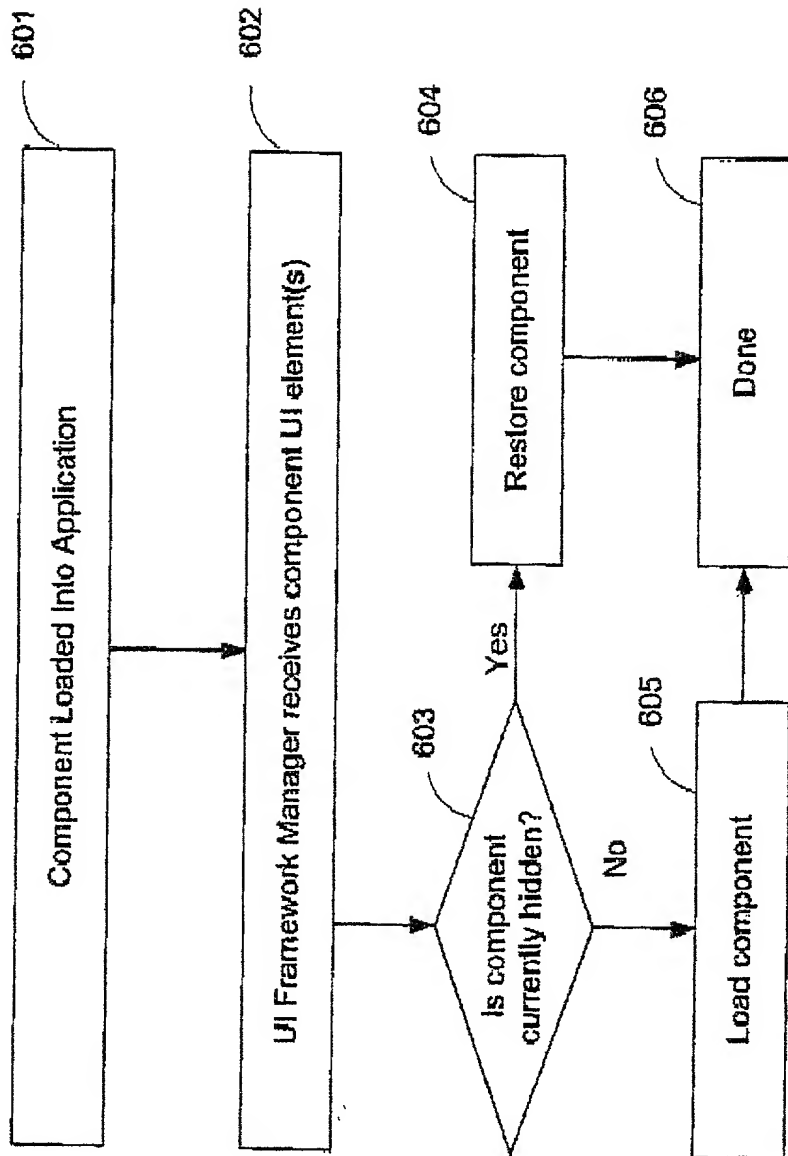 601
Component Loaded Into Application
602
UI Framework Manager receives component UI element(s)
603
Is component
currently hidden?
Yes
604
Restore component
No
605
Load component
606
Done